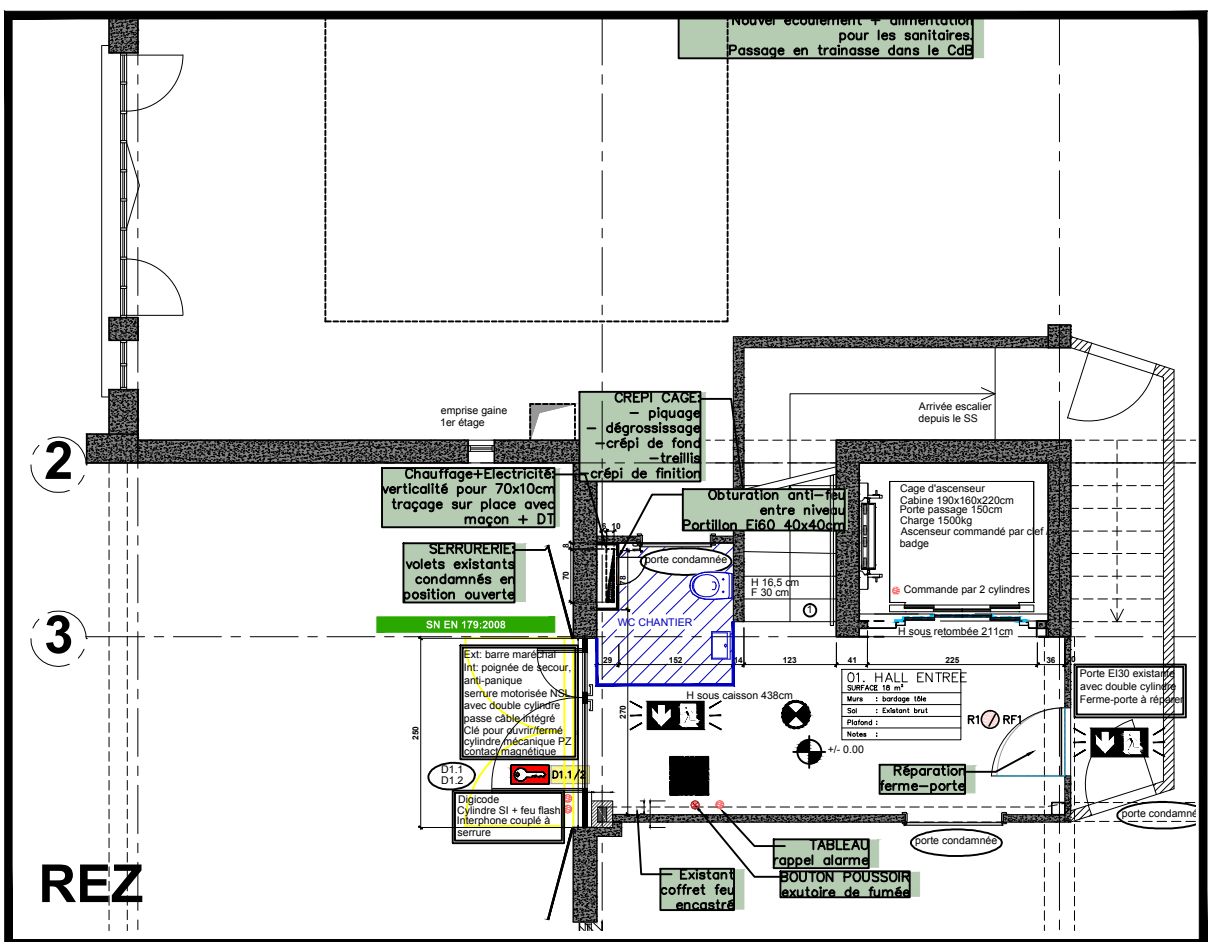 Nouvel écoulement + alimentation
pour les sanitaires.
Passage en trainasse dans le CdB
emprise gaine
1er étage
CREPI CAGE:
– piquage
– dégrossissage
–crépi de fond
–treillis
–crépi de finition
Arrivée escalier
depuis le SS
2
Chauffage+Electricité:
verticalité pour 70x10cm
traçage sur place avec
maçon + DT
Obturation anti-feu
entre niveau
Portillon Ei60 40x40cm
Cage d'ascenseur
Cabine 190x160x220cm
Porte passage 150cm
Charge 1500kg
Ascenseur commandé par clef /
badge
Commande par 2 cylindres
SERRURERIE:
volets existants
condamnés en
position ouverte
10
8
70
78
porte condamnée
H 16,5 cm
F 30 cm
1
WC CHANTIER
SN EN 179:2008
3
H sous retombée 211cm
29
152
14
123
41
225
36
Ext: barre maréchal
Int: poignée de secour,
anti-panique
serrure motorisée NSL
avec double cylindre
passe câble intégré
Clé pour ouvrir/fermé
cylindre mécanique PZ
contact magnétique
250
270
H sous caisson 438cm
01. HALL ENTREE
SURFACE 18 m²
Murs : bardage tôle
Sol : Existant brut
Plafond :
Notes :
R1
RF1
Porte EI30 existante
avec double cylindre
Ferme-porte à réparer
+/- 0.00
D1.1
D1.2
D1.1/2
Réparation
ferme–porte
Digicode
Cylindre SI + feu flash
Interphone couplé à
serrure
porte condamnée
porte condamné
TABLEAU
rappel alarme
Existant
coffret feu
encastré
BOUTON POUSSOIR
exutoire de fumée
REZ